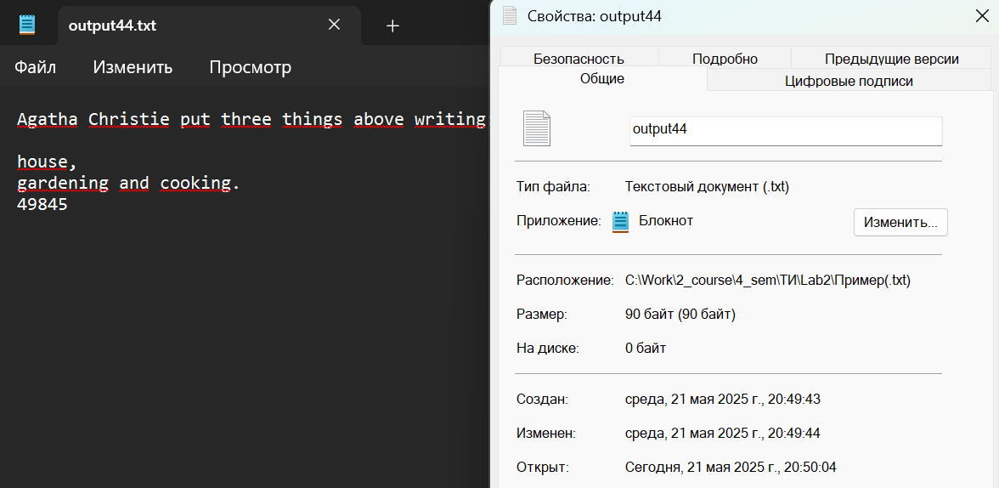 output44.txt
Файл Изменить Просмотр
Agatha Christie put three things above writing:
house,
gardening and cooking.
49845
Свойства: output44
Безопасность Подробно Предыдущие версии
Общие Цифровые подписи
output44
Тип файла: Текстовый документ (.txt)
Приложение: Блокнот Изменить...
Расположение: C:\Work\2_course\4_sem\ТИ\Lab2\Пример(.txt)
Размер: 90 байт (90 байт)
На диске: 0 байт
Создан: среда, 21 мая 2025 г., 20:49:43
Изменен: среда, 21 мая 2025 г., 20:49:44
Открыт: Сегодня, 21 мая 2025 г., 20:50:04